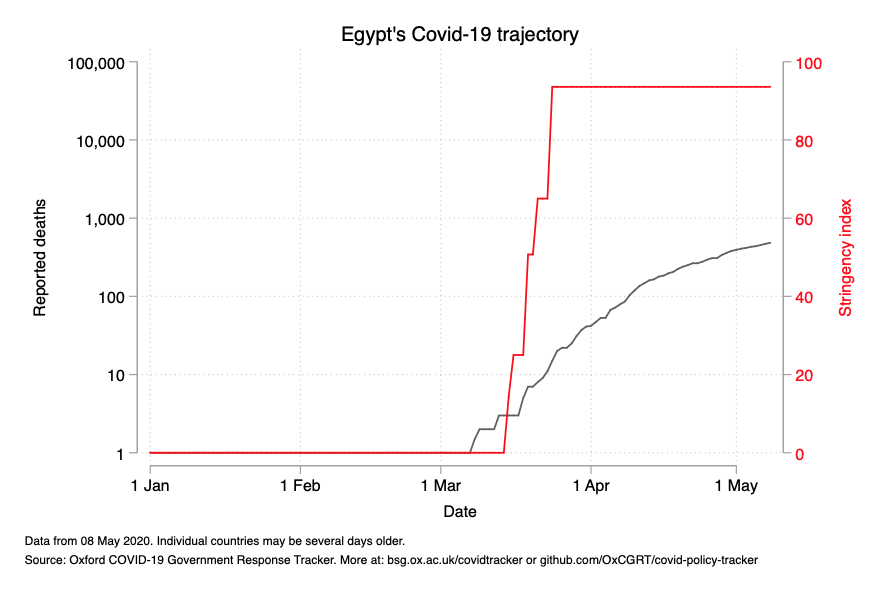 Egypt's Covid-19 trajectory
100,000
10,000
1,000
100
10
1
Reported deaths
100
80
60
40
20
0
Stringency index
1 Jan 1 Feb 1 Mar 1 Apr 1 May
Date
Data from 08 May 2020. Individual countries may be several days older.
Source: Oxford COVID-19 Government Response Tracker. More at: bsg.ox.ac.uk/covidtracker or github.com/OxCGRT/covid-policy-tracker